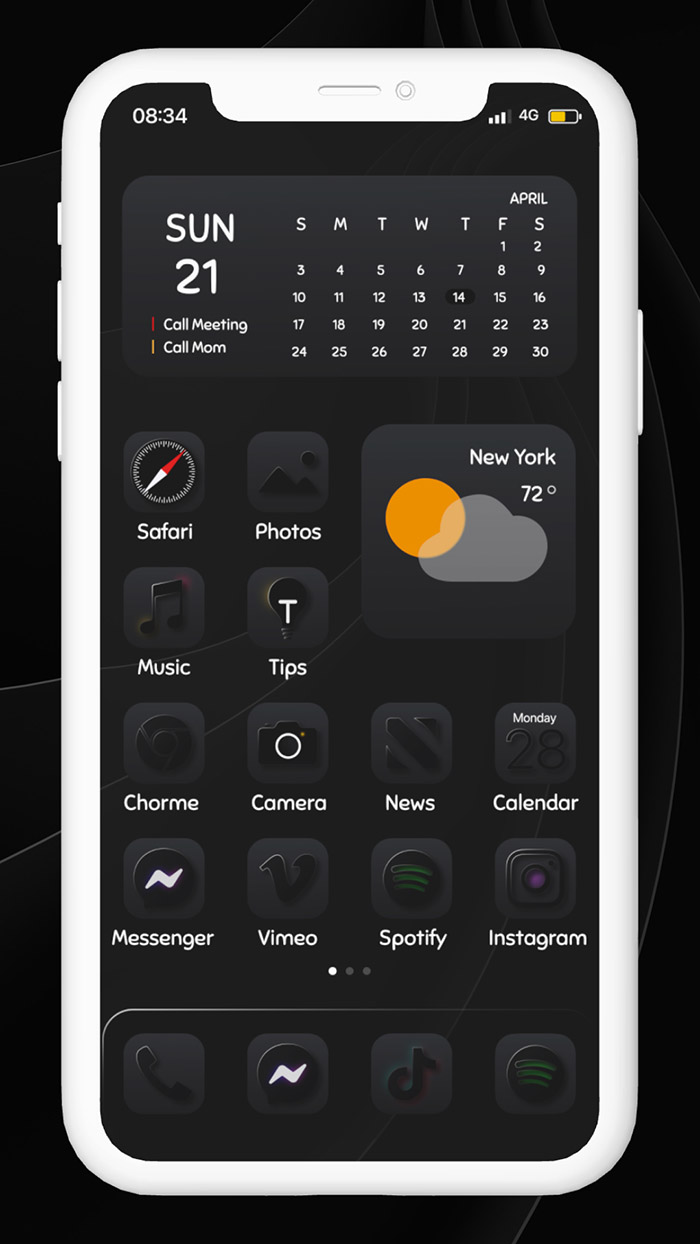 08:34
4G
SUN
21
Call Meeting
Call Mom
APRIL
S M T W T F S
1 2
3 4 5 6 7 8 9
10 11 12 13 14 15 16
17 18 19 20 21 22 23
24 25 26 27 28 29 30
New York
72°
Safari Photos
T
Music Tips
Monday
28
Chorme Camera News Calendar
Messenger Vimeo Spotify Instagram